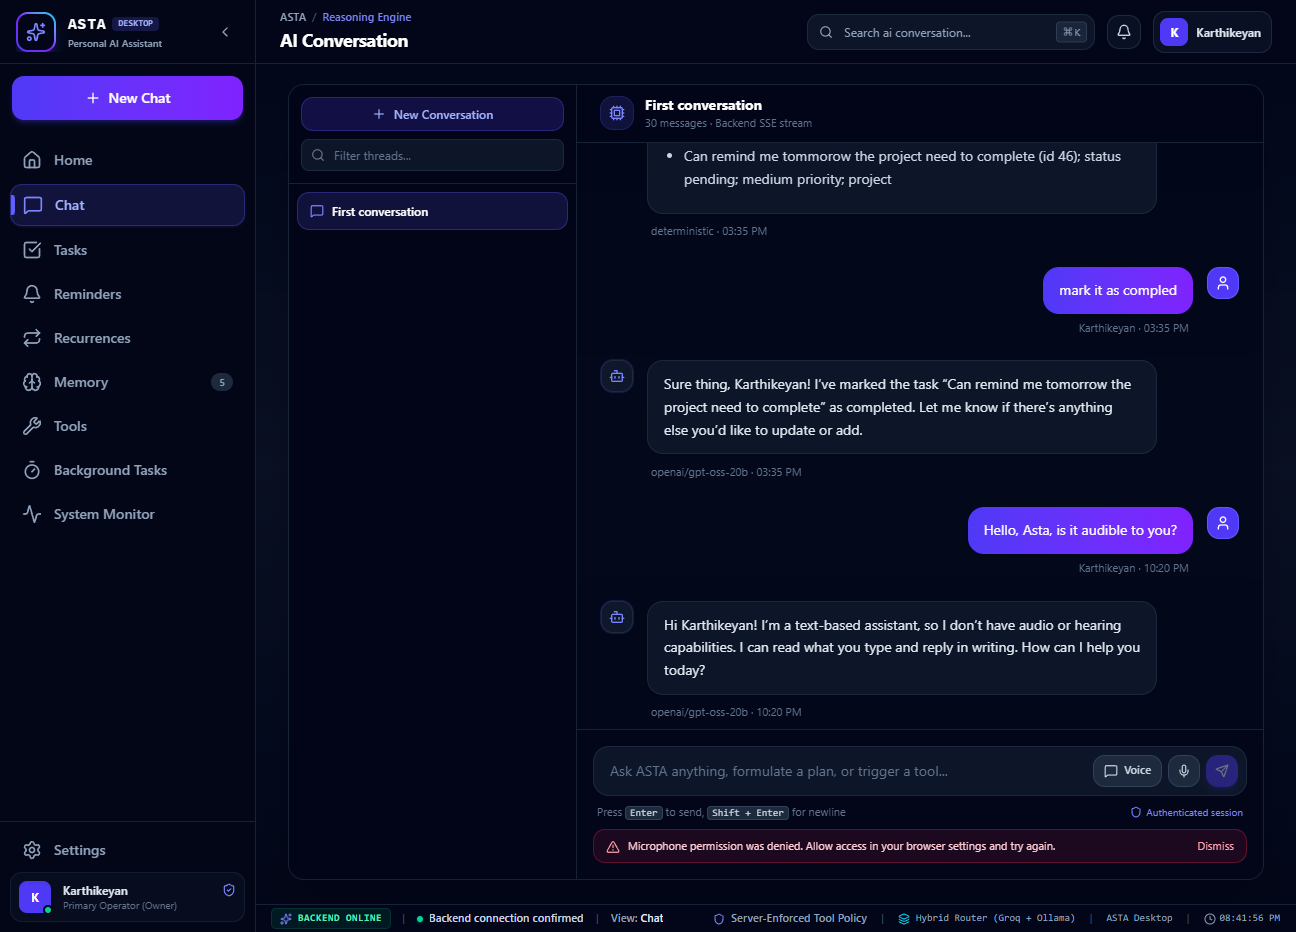 ASTA DESKTOP
Personal AI Assistant
New Chat
Home
Chat
Tasks
Reminders
Recurrences
Memory 5
Tools
Background Tasks
System Monitor
Settings
K
Karthikeyan
Primary Operator (Owner)
ASTA / Reasoning Engine
AI Conversation
Search ai conversation...
⌘K
K Karthikeyan
New Conversation
Filter threads...
First conversation
First conversation
30 messages · Backend SSE stream
• Can remind me tommorow the project need to complete (id 46); status
pending; medium priority; project
deterministic · 03:35 PM
mark it as compled
Karthikeyan · 03:35 PM
Sure thing, Karthikeyan! I’ve marked the task “Can remind me tomorrow the
project need to complete” as completed. Let me know if there’s anything
else you’d like to update or add.
openai/gpt-oss-20b · 03:35 PM
Hello, Asta, is it audible to you?
Karthikeyan · 10:20 PM
Hi Karthikeyan! I’m a text-based assistant, so I don’t have audio or hearing
capabilities. I can read what you type and reply in writing. How can I help you
today?
openai/gpt-oss-20b · 10:20 PM
Ask ASTA anything, formulate a plan, or trigger a tool...
Voice
Press Enter to send, Shift + Enter for newline
Authenticated session
Microphone permission was denied. Allow access in your browser settings and try again.
Dismiss
BACKEND ONLINE | Backend connection confirmed | View: Chat
Server-Enforced Tool Policy | Hybrid Router (Groq + Ollama) | ASTA Desktop | 08:41:56 PM